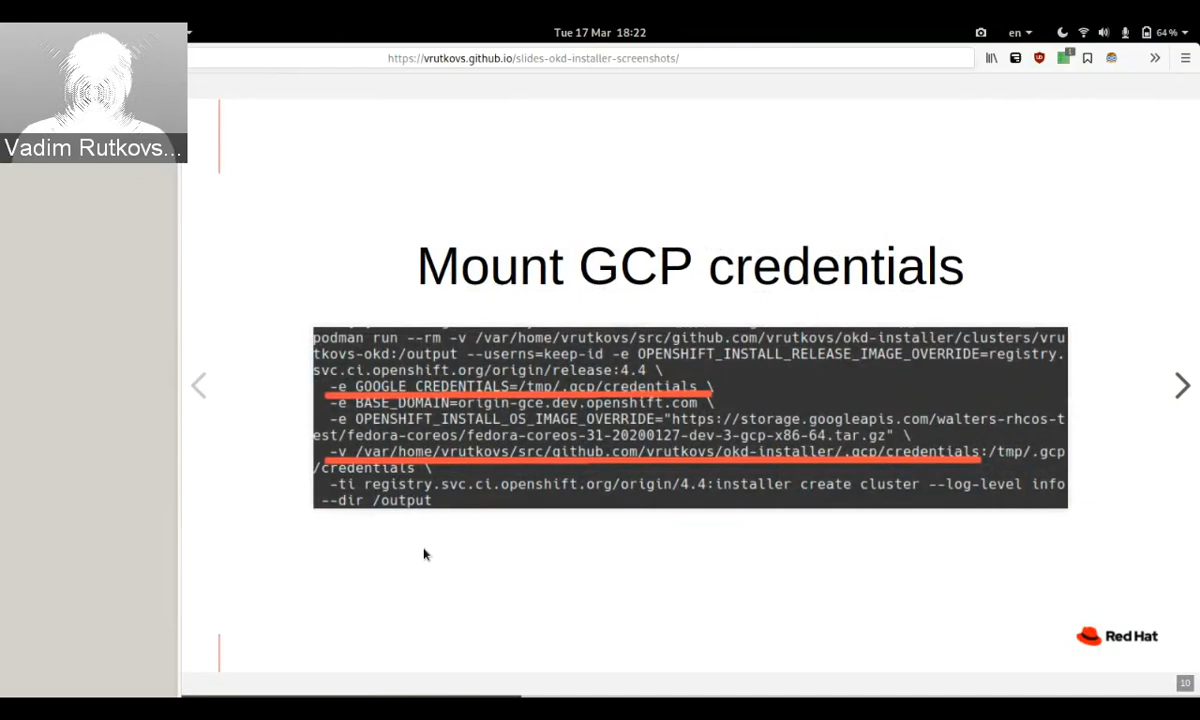 Tue 17 Mar 18:22
en
64 %
https://vrutkovs.github.io/slides-okd-installer-screenshots/
1
Vadim Rutkovs...
Mount GCP credentials
podman run --rm -v /var/home/vrutkovs/src/github.com/vrutkovs/okd-installer/clusters/vru
tkovs-okd:/output --userns=keep-id -e OPENSHIFT_INSTALL_RELEASE_IMAGE_OVERRIDE=registry.
svc.ci.openshift.org/origin/release:4.4 \
-e GOOGLE_CREDENTIALS=/tmp/.gcp/credentials \
-e BASE_DOMAIN=origin-gce.dev.openshift.com \
-e OPENSHIFT_INSTALL_OS_IMAGE_OVERRIDE="https://storage.googleapis.com/walters-rhcos-t
est/fedora-coreos/fedora-coreos-31-20200127-dev-3-gcp-x86-64.tar.gz" \
-v /var/home/vrutkovs/src/github.com/vrutkovs/okd-installer/.gcp/credentials:/tmp/.gcp
/credentials \
-ti registry.svc.ci.openshift.org/origin/4.4:installer create cluster --log-level info
--dir /output
Red Hat
10